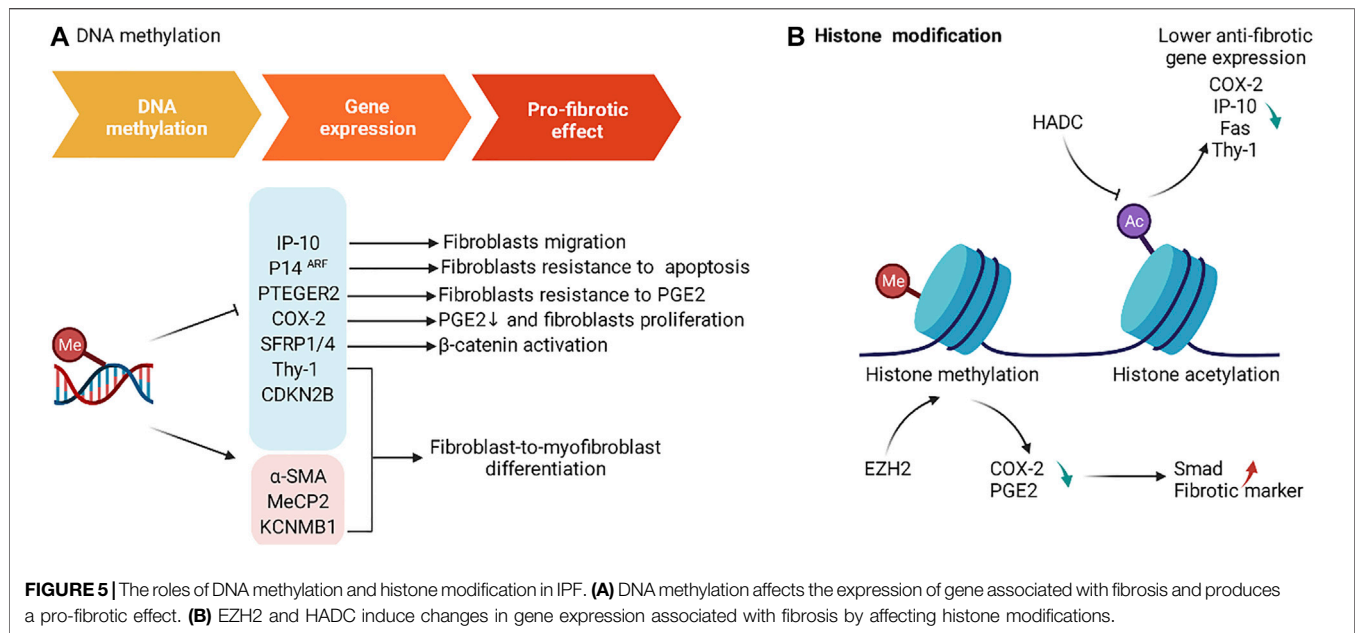 A DNA methylation
DNA
methylation
Gene
expression
Pro-fibrotic
effect
Me
IP-10
P14 ARF
PTEGER2
COX-2
SFRP1/4
Thy-1
CDKN2B
α-SMA
MeCP2
KCNMB1
Fibroblasts migration
Fibroblasts resistance to apoptosis
Fibroblasts resistance to PGE2
PGE2↓ and fibroblasts proliferation
β-catenin activation
Fibroblast-to-myofibroblast
differentiation
B Histone modification
Lower anti-fibrotic
gene expression
COX-2
IP-10
Fas
Thy-1
HADC
Ac
Me
Histone methylation
Histone acetylation
EZH2
COX-2
PGE2
Smad
Fibrotic marker
FIGURE 5 | The roles of DNA methylation and histone modification in IPF. (A) DNA methylation affects the expression of gene associated with fibrosis and produces
a pro-fibrotic effect. (B) EZH2 and HADC induce changes in gene expression associated with fibrosis by affecting histone modifications.